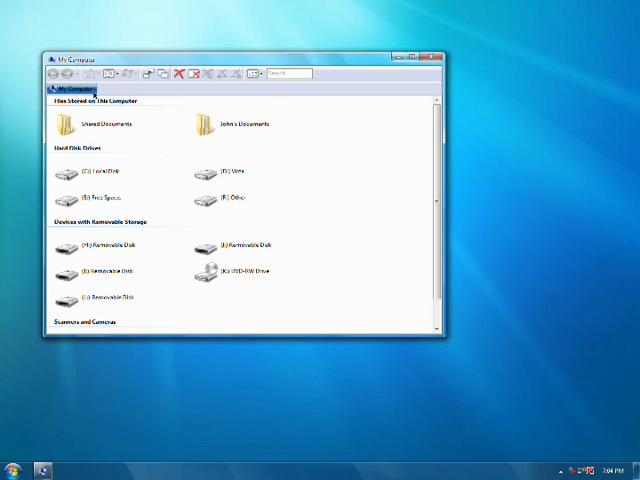 My Computer
Search
My Computer
Files Stored on This Computer
Shared Documents
John's Documents
Hard Disk Drives
(C:) Local Disk
(D:) Vista
(E:) Free Space
(F:) Other
Devices with Removable Storage
(H:) Removable Disk
Removable Disk
Removable Disk
(K:) DVD-RW Drive
(L:) Removable Disk
Scanners and Cameras
7:04 PM